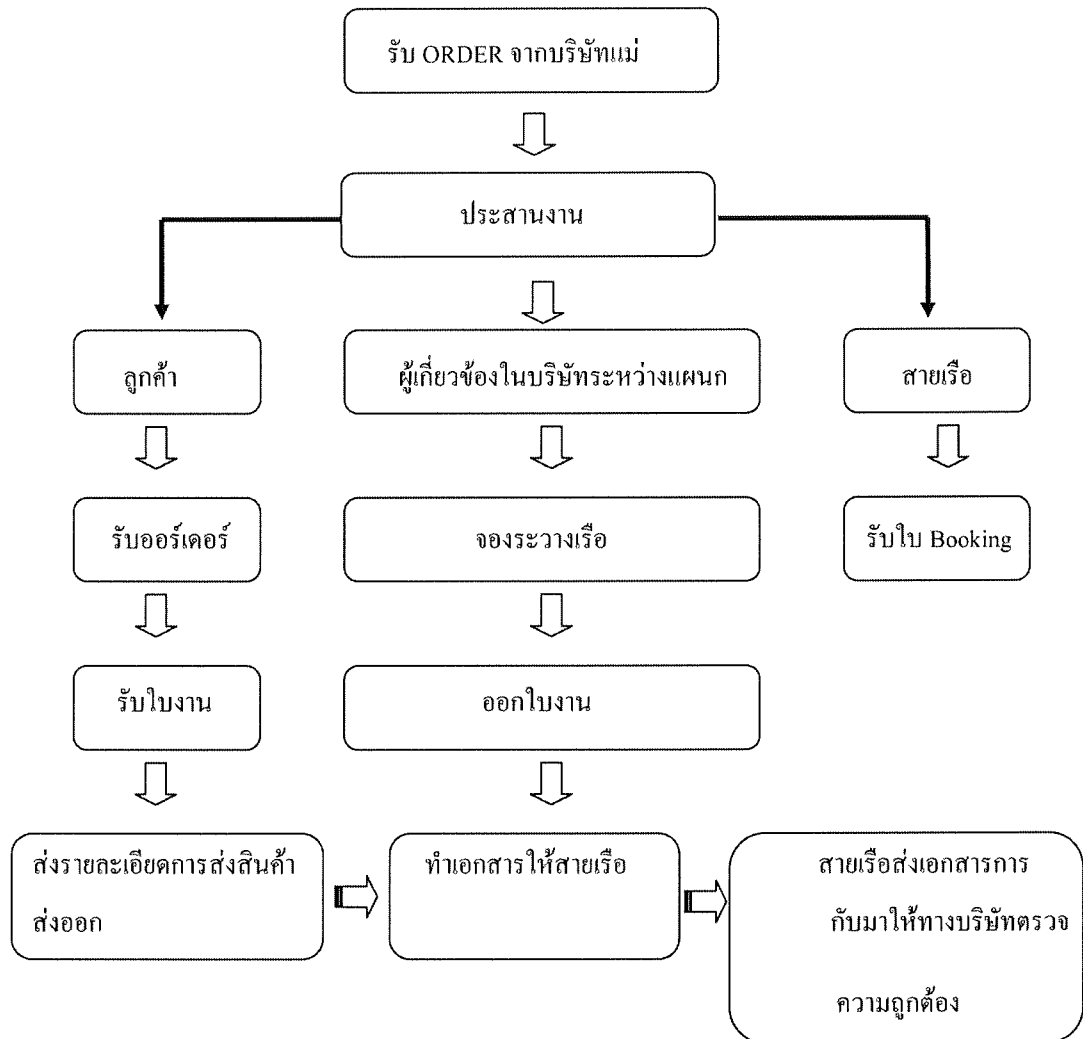 รับ ORDER จากบริษัทแม่
ประสานงาน
ลูกค้า
ผู้เกี่ยวข้องในบริษัทระหว่างแผนก
สายเรือ
รับออร์เดอร์
จองระวางเรือ
รับใบ Booking
รับใบงาน
ออกใบงาน
ส่งรายละเอียดการส่งสินค้า
ส่งออก
ทำเอกสารให้สายเรือ
สายเรือส่งเอกสารการ
กับมาให้ทางบริษัทตรวจ
ความถูกต้อง